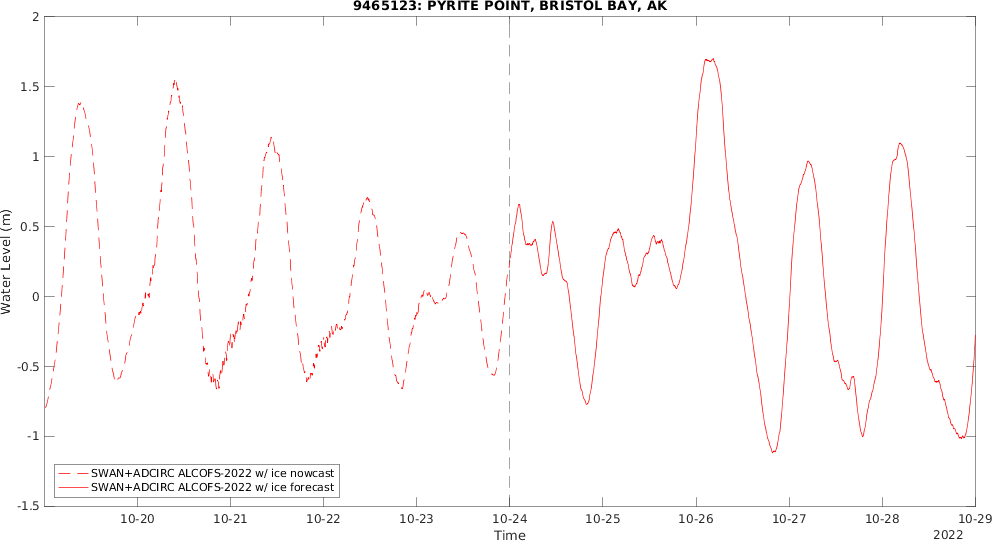 9465123: PYRITE POINT, BRISTOL BAY, AK
2
1.5
1
0.5
0
-0.5
-1
-1.5
Water Level (m)
SWAN+ADCIRC ALCOFS-2022 w/ ice nowcast
SWAN+ADCIRC ALCOFS-2022 w/ ice forecast
10-20 10-21 10-22 10-23 10-24 10-25 10-26 10-27 10-28 10-29
Time 2022